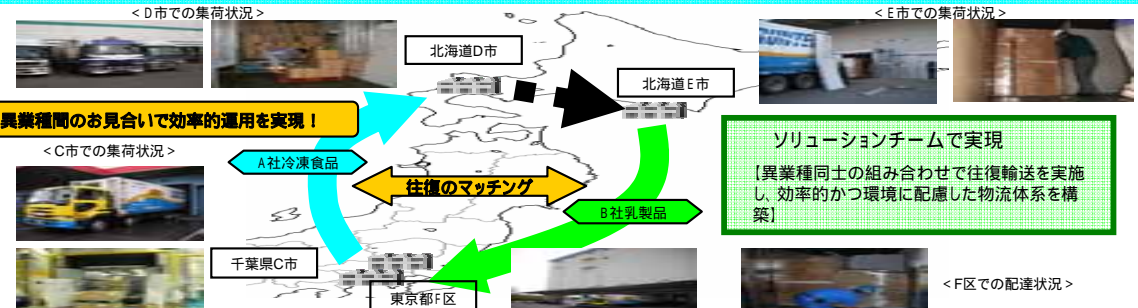 <D市での集荷状況>
<E市での集荷状況>
北海道D市
北海道E市
異業種間のお見合いで効率的運用を実現！
<C市での集荷状況>
A社冷凍食品
往復のマッチング
B社乳製品
ソリューションチームで実現
【異業種同士の組み合わせで往復輸送を実施
し、効率的かつ環境に配慮した物流体系を構
築】
千葉県C市
東京都F区
<F区での配達状況>